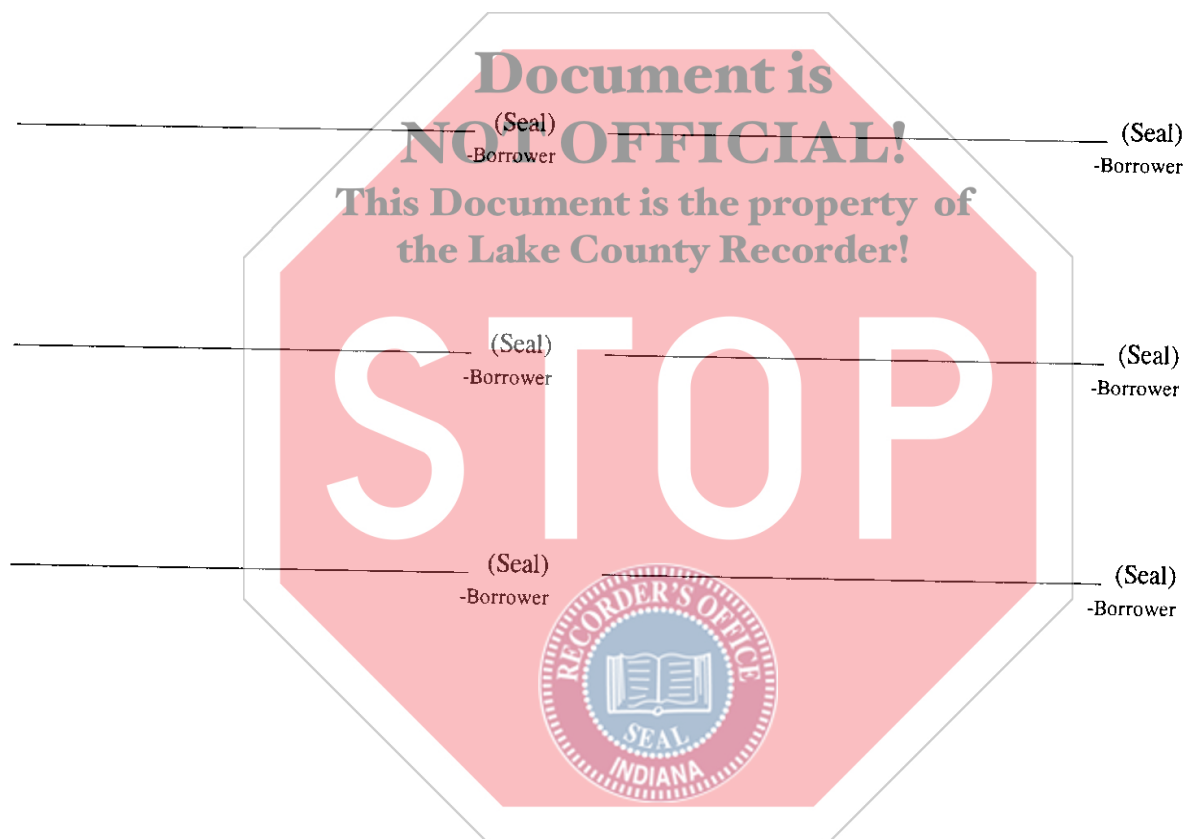 Document is
(Seal) (Seal)
NOT OFFICIAL!
-Borrower -Borrower
This Document is the property of
the Lake County Recorder!
STOP
(Seal) (Seal)
-Borrower -Borrower
(Seal) (Seal)
-Borrower -Borrower
RECORDER'S OFFICE
SEAL
INDIANA